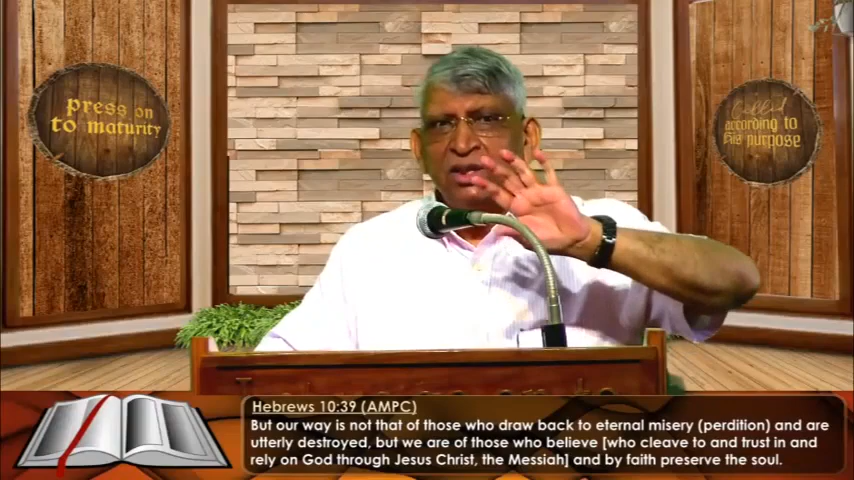 press on
to maturity
Called
according to
His purpose
Hebrews 10:39 (AMPC)
But our way is not that of those who draw back to eternal misery (perdition) and are
utterly destroyed, but we are of those who believe [who cleave to and trust in and
rely on God through Jesus Christ, the Messiah] and by faith preserve the soul.